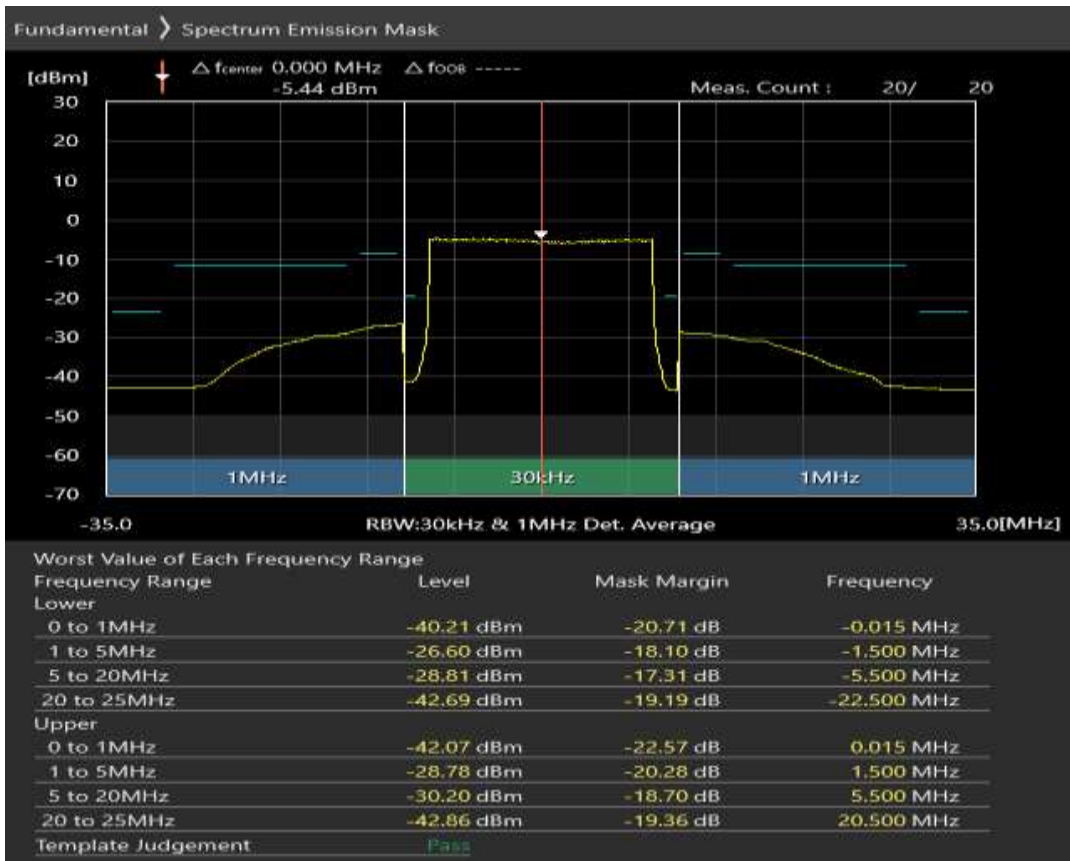 Fundamental ❭ Spectrum Emission Mask
△ fcenter 0.000 MHz △ fOOB -----
[dBm] -5.44 dBm Meas. Count : 20/ 20
30
20
10
0
-10
-20
-30
-40
-50
-60
1MHz 30kHz 1MHz
-70
-35.0 RBW:30kHz & 1MHz Det. Average 35.0[MHz]
Worst Value of Each Frequency Range
Frequency Range Level Mask Margin Frequency
Lower
0 to 1MHz -40.21 dBm -20.71 dB -0.015 MHz
1 to 5MHz -26.60 dBm -18.10 dB -1.500 MHz
5 to 20MHz -28.81 dBm -17.31 dB -5.500 MHz
20 to 25MHz -42.69 dBm -19.19 dB -22.500 MHz
Upper
0 to 1MHz -42.07 dBm -22.57 dB 0.015 MHz
1 to 5MHz -28.78 dBm -20.28 dB 1.500 MHz
5 to 20MHz -30.20 dBm -18.70 dB 5.500 MHz
20 to 25MHz -42.86 dBm -19.36 dB 20.500 MHz
Template Judgement Pass